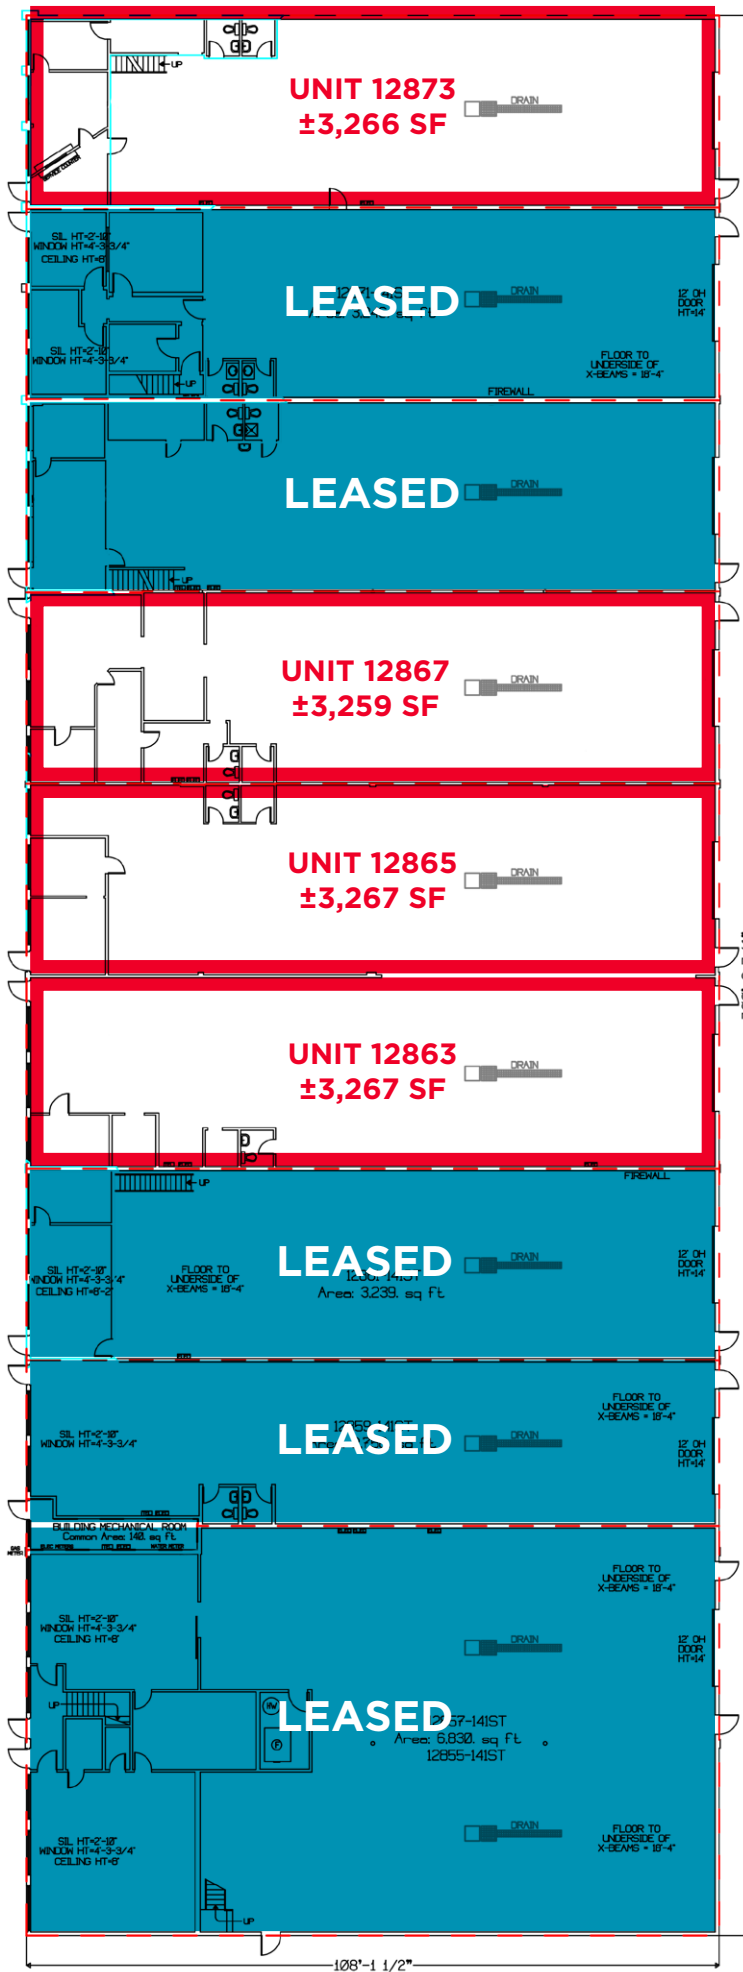 UP
UNIT 12873
±3,266 SF
DRAIN
SERVICE COUNTER
SIL HT=2'-10"
WINDOW HT=4'-3-3/4"
CEILING HT=8'
LEASED
DRAIN
12' OH
DOOR
HT=14'
SIL HT=2'-10"
WINDOW HT=4'-3-3/4"
UP
FLOOR TO
UNDERSIDE OF
X-BEAMS = 18'-4"
FIREWALL
LEASED
DRAIN
UP
UNIT 12867
±3,259 SF
DRAIN
UNIT 12865
±3,267 SF
DRAIN
UNIT 12863
±3,267 SF
DRAIN
FIREWALL
UP
LEASED
DRAIN
12' OH
DOOR
HT=14'
SIL HT=2'-10"
WINDOW HT=4'-3-3/4"
CEILING HT=8'-2"
FLOOR TO
UNDERSIDE OF
X-BEAMS = 18'-4"
Area: 3,239. sq ft
FLOOR TO
UNDERSIDE OF
X-BEAMS = 18'-4"
SIL HT=2'-10"
WINDOW HT=4'-3-3/4"
LEASED
12' OH
DOOR
HT=14'
BUILDING MECHANICAL ROOM
Common Area: 140. sq ft.
GAS
METER
ELEC METERS
WATER METER
FLOOR TO
UNDERSIDE OF
X-BEAMS = 18'-4"
SIL HT=2'-10"
WINDOW HT=4'-3-3/4"
CEILING HT=8'
DRAIN
12' OH
DOOR
HT=14'
UP
HW
F
LEASED
Area: 6,830. sq ft
12855-141ST
DRAIN
FLOOR TO
UNDERSIDE OF
X-BEAMS = 18'-4"
SIL HT=2'-10"
WINDOW HT=4'-3-3/4"
CEILING HT=8'
UP
108'-1 1/2"